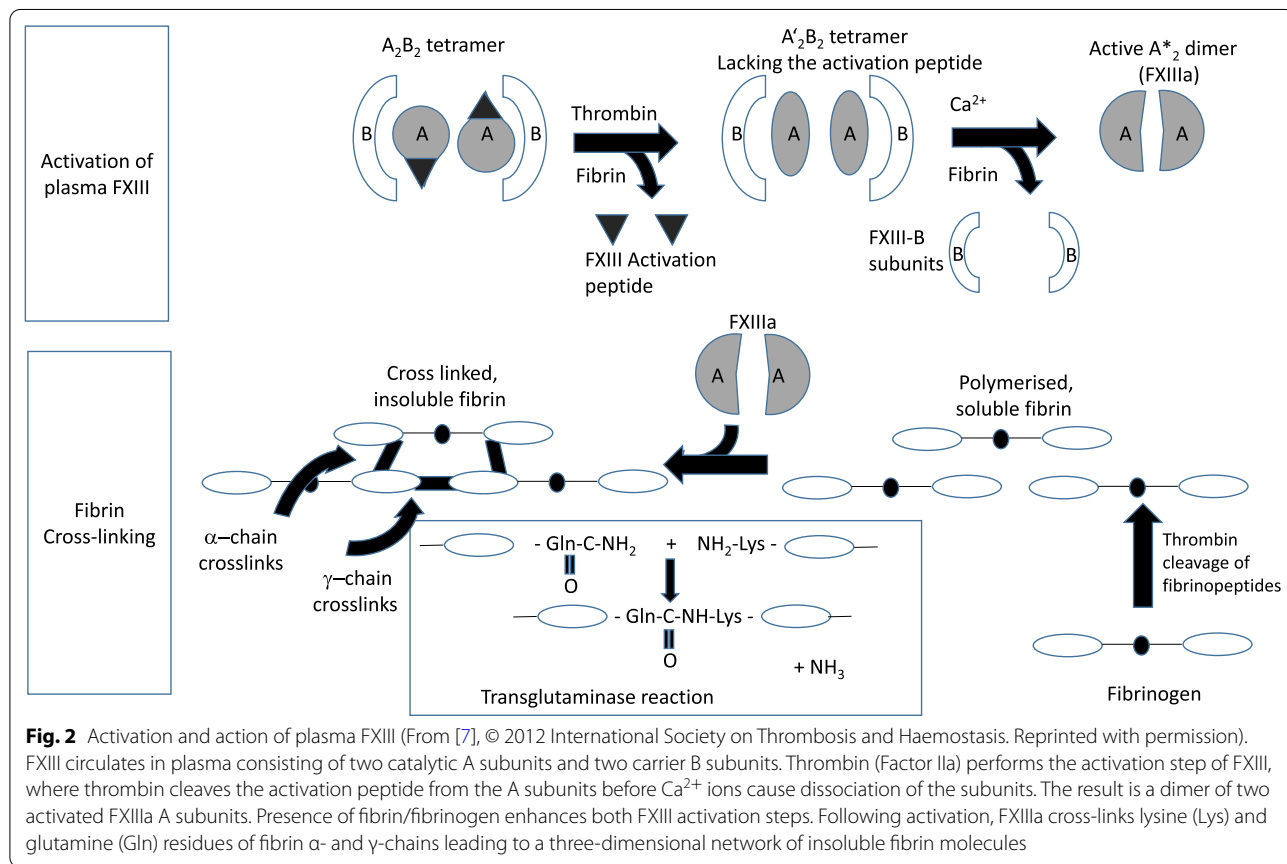 Activation of
plasma FXIII
A₂B₂ tetramer
B
A
A
B
Thrombin
Fibrin
FXIII Activation
peptide
A‘₂B₂ tetramer
Lacking the activation peptide
B
A
A
B
Ca²⁺
Fibrin
FXIII-B
subunits
B
B
Active A*₂ dimer
(FXIIIa)
A
A
Fibrin
Cross-linking
Cross linked,
insoluble fibrin
α–chain
crosslinks
γ–chain
crosslinks
FXIIIa
A
A
Polymerised,
soluble fibrin
Thrombin
cleavage of
fibrinopeptides
Fibrinogen
- Gln-C-NH₂ + NH₂-Lys -
O
- Gln-C-NH-Lys -
O
+ NH₃
Transglutaminase reaction
Fig. 2 Activation and action of plasma FXIII (From [7], © 2012 International Society on Thrombosis and Haemostasis. Reprinted with permission).
FXIII circulates in plasma consisting of two catalytic A subunits and two carrier B subunits. Thrombin (Factor IIa) performs the activation step of FXIII,
where thrombin cleaves the activation peptide from the A subunits before Ca²⁺ ions cause dissociation of the subunits. The result is a dimer of two
activated FXIIIa A subunits. Presence of fibrin/fibrinogen enhances both FXIII activation steps. Following activation, FXIIIa cross-links lysine (Lys) and
glutamine (Gln) residues of fibrin α- and γ-chains leading to a three-dimensional network of insoluble fibrin molecules